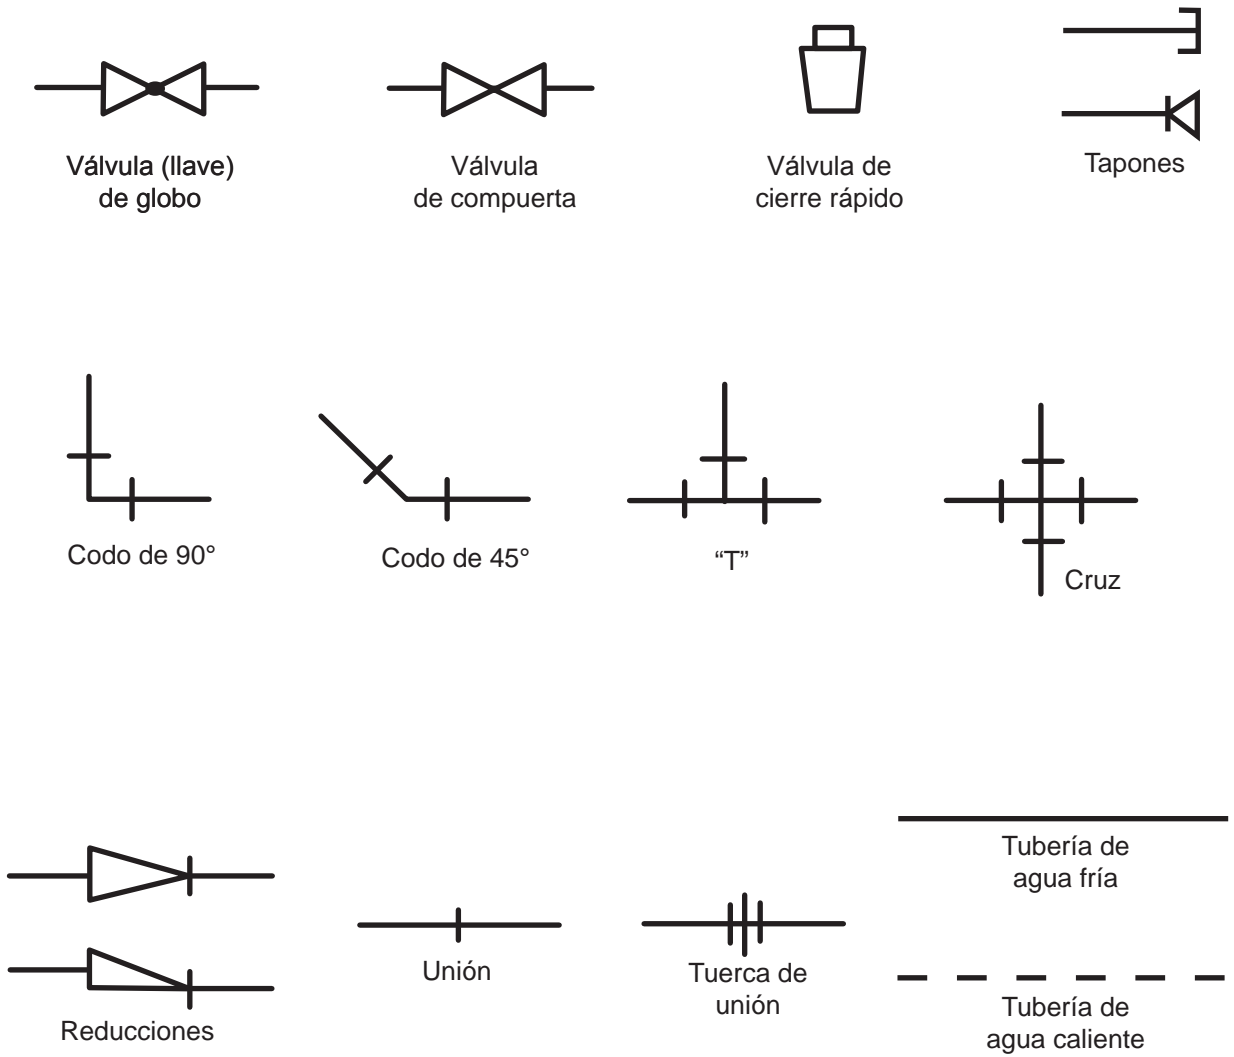 Válvula (llave)
de globo
Válvula
de compuerta
Válvula de
cierre rápido
Tapones
Codo de 90°
Codo de 45°
“T”
Cruz
Reducciones
Unión
Tuerca de
unión
Tubería de
agua fría
Tubería de
agua caliente